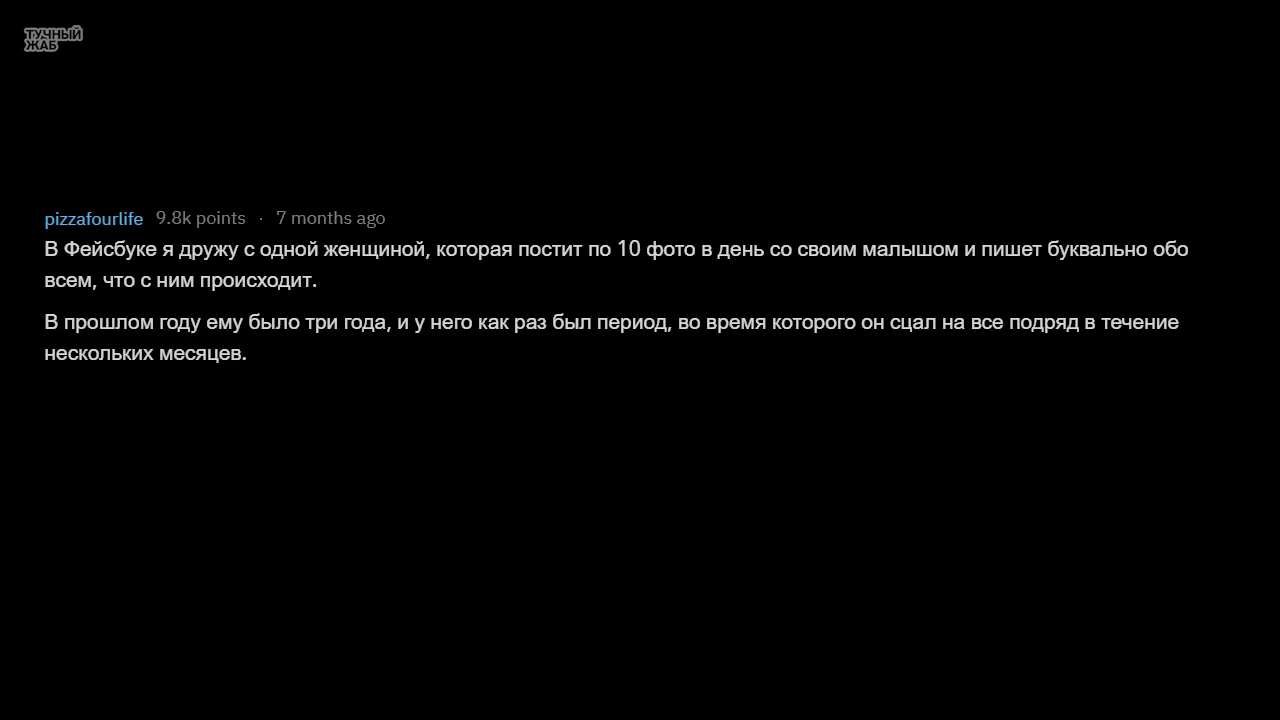 ТУЧНЫЙ
ЖАБ
pizzafourlife 9.8k points · 7 months ago
В Фейсбуке я дружу с одной женщиной, которая постит по 10 фото в день со своим малышом и пишет буквально обо
всем, что с ним происходит.
В прошлом году ему было три года, и у него как раз был период, во время которого он сцал на все подряд в течение
нескольких месяцев.